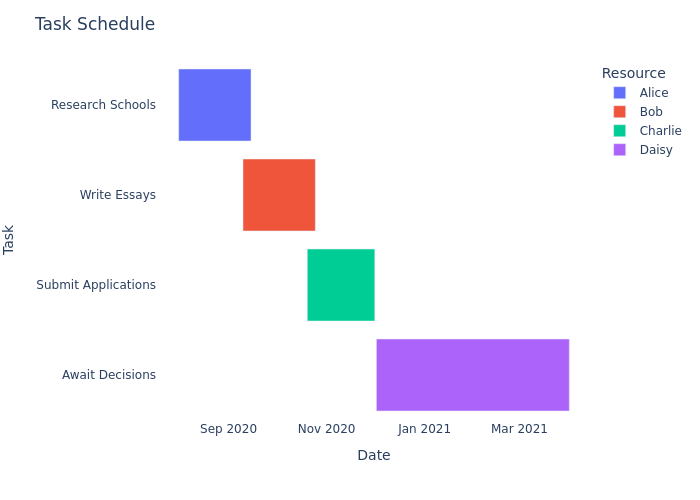 Task Schedule
Resource
Alice
Bob
Charlie
Daisy
Research Schools
Write Essays
Submit Applications
Await Decisions
Task
Sep 2020
Nov 2020
Jan 2021
Mar 2021
Date